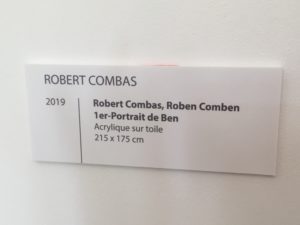 ROBERT COMBAS
2019 Robert Combas, Roben Comben
1er-Portrait de Ben
Acrylique sur toile
215 x 175 cm